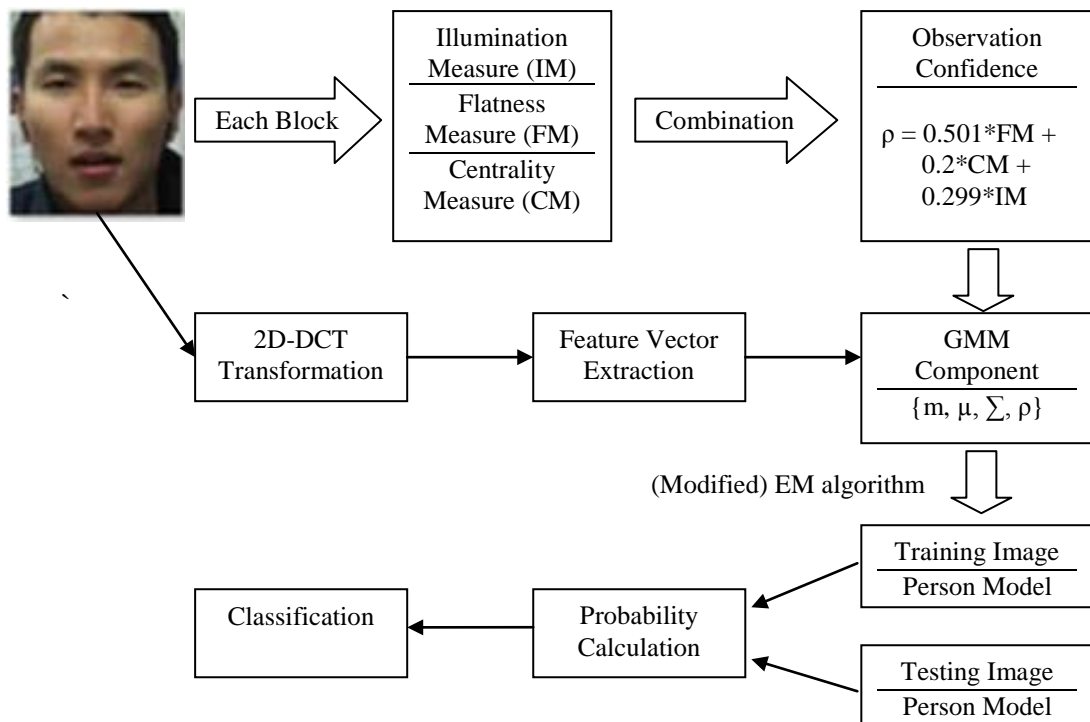 Each Block
Illumination
Measure (IM)
Flatness
Measure (FM)
Centrality
Measure (CM)
Combination
Observation
Confidence
ρ = 0.501*FM +
0.2*CM +
0.299*IM
`
2D-DCT
Transformation
Feature Vector
Extraction
GMM
Component
{m, μ, ∑, ρ}
(Modified) EM algorithm
Training Image
Person Model
Classification
Probability
Calculation
Testing Image
Person Model